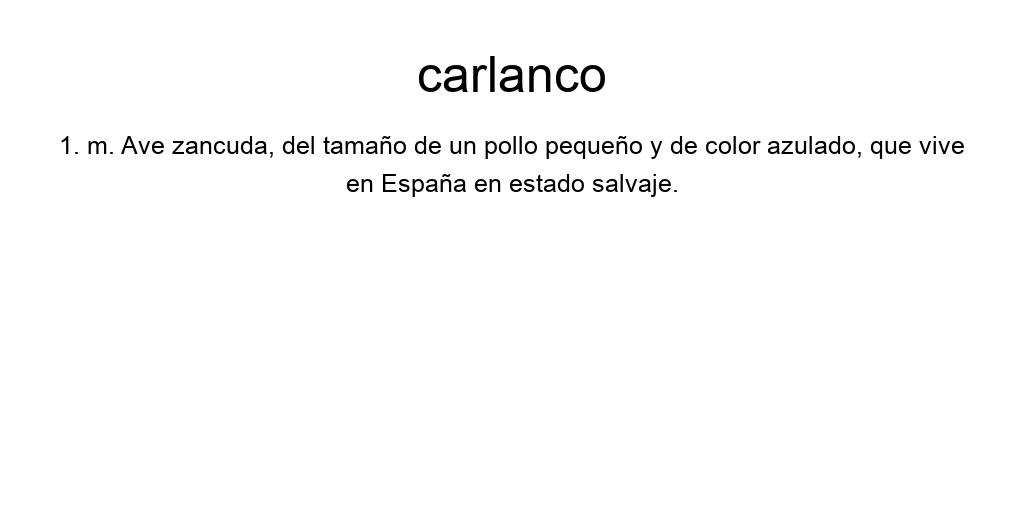 carlanco
1. m. Ave zancuda, del tamaño de un pollo pequeño y de color azulado, que vive
en España en estado salvaje.